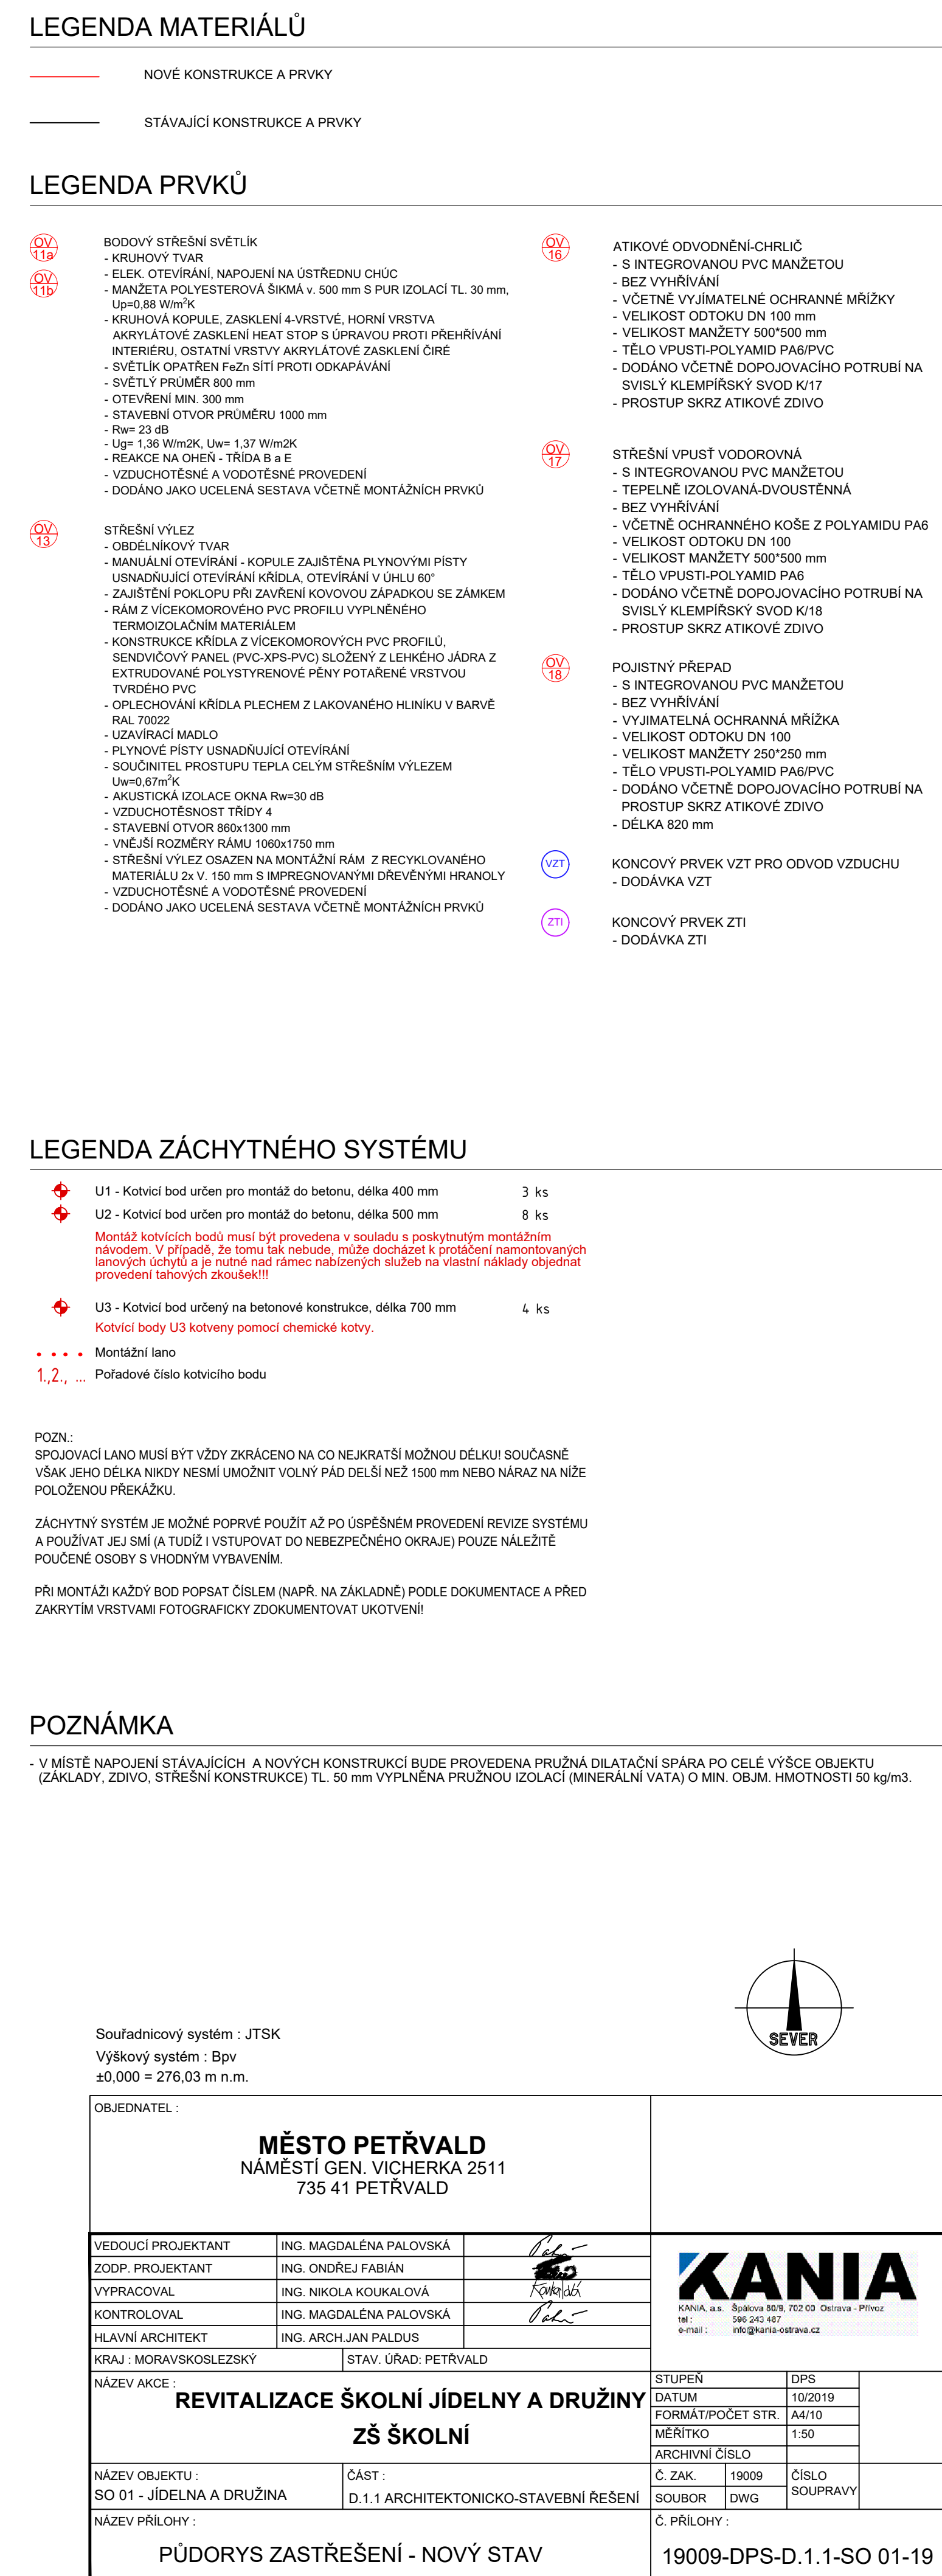 LEGENDA MATERIÁLŮ
NOVÉ KONSTRUKCE A PRVKY
STÁVAJÍCÍ KONSTRUKCE A PRVKY
LEGENDA PRVKŮ
OV
11a
OV
11b
BODOVÝ STŘEŠNÍ SVĚTLÍK
- KRUHOVÝ TVAR
- ELEK. OTEVÍRÁNÍ, NAPOJENÍ NA ÚSTŘEDNU CHÚC
- MANŽETA POLYESTEROVÁ ŠIKMÁ v. 500 mm S PUR IZOLACÍ TL. 30 mm,
Up=0,88 W/m²K
- KRUHOVÁ KOPULE, ZASKLENÍ 4-VRSTVÉ, HORNÍ VRSTVA
AKRYLÁTOVÉ ZASKLENÍ HEAT STOP S ÚPRAVOU PROTI PŘEHŘÍVÁNÍ
INTERIÉRU, OSTATNÍ VRSTVY AKRYLÁTOVÉ ZASKLENÍ ČIRÉ
- SVĚTLÍK OPATŘEN FeZn SÍTÍ PROTI ODKAPÁVÁNÍ
- SVĚTLÝ PRŮMĚR 800 mm
- OTEVŘENÍ MIN. 300 mm
- STAVEBNÍ OTVOR PRŮMĚRU 1000 mm
- Rw= 23 dB
- Ug= 1,36 W/m2K, Uw= 1,37 W/m2K
- REAKCE NA OHEŇ - TŘÍDA B a E
- VZDUCHOTĚSNÉ A VODOTĚSNÉ PROVEDENÍ
- DODÁNO JAKO UCELENÁ SESTAVA VČETNĚ MONTÁŽNÍCH PRVKŮ
OV
13
STŘEŠNÍ VÝLEZ
- OBDÉLNÍKOVÝ TVAR
- MANUÁLNÍ OTEVÍRÁNÍ - KOPULE ZAJIŠTĚNA PLYNOVÝMI PÍSTY
USNADŇUJÍCÍ OTEVÍRÁNÍ KŘÍDLA, OTEVÍRÁNÍ V ÚHLU 60°
- ZAJIŠTĚNÍ POKLOPU PŘI ZAVŘENÍ KOVOVOU ZÁPADKOU SE ZÁMKEM
- RÁM Z VÍCEKOMOROVÉHO PVC PROFILU VYPLNĚNÉHO
TERMOIZOLAČNÍM MATERIÁLEM
- KONSTRUKCE KŘÍDLA Z VÍCEKOMOROVÝCH PVC PROFILŮ,
SENDVIČOVÝ PANEL (PVC-XPS-PVC) SLOŽENÝ Z LEHKÉHO JÁDRA Z
EXTRUDOVANÉ POLYSTYRENOVÉ PĚNY POTAŘENÉ VRSTVOU
TVRDÉHO PVC
- OPLECHOVÁNÍ KŘÍDLA PLECHEM Z LAKOVANÉHO HLINÍKU V BARVĚ
RAL 70022
- UZAVÍRACÍ MADLO
- PLYNOVÉ PÍSTY USNADŇUJÍCÍ OTEVÍRÁNÍ
- SOUČINITEL PROSTUPU TEPLA CELÝM STŘEŠNÍM VÝLEZEM
Uw=0,67m²K
- AKUSTICKÁ IZOLACE OKNA Rw=30 dB
- VZDUCHOTĚSNOST TŘÍDY 4
- STAVEBNÍ OTVOR 860x1300 mm
- VNĚJŠÍ ROZMĚRY RÁMU 1060x1750 mm
- STŘEŠNÍ VÝLEZ OSAZEN NA MONTÁŽNÍ RÁM Z RECYKLOVANÉHO
MATERIÁLU 2x V. 150 mm S IMPREGNOVANÝMI DŘEVĚNÝMI HRANOLY
- VZDUCHOTĚSNÉ A VODOTĚSNÉ PROVEDENÍ
- DODÁNO JAKO UCELENÁ SESTAVA VČETNĚ MONTÁŽNÍCH PRVKŮ
OV
16
ATIKOVÉ ODVODNĚNÍ-CHRLIČ
- S INTEGROVANOU PVC MANŽETOU
- BEZ VYHŘÍVÁNÍ
- VČETNĚ VYJÍMATELNÉ OCHRANNÉ MŘÍŽKY
- VELIKOST ODTOKU DN 100 mm
- VELIKOST MANŽETY 500*500 mm
- TĚLO VPUSTI-POLYAMID PA6/PVC
- DODÁNO VČETNĚ DOPOJOVACÍHO POTRUBÍ NA
SVISLÝ KLEMPÍŘSKÝ SVOD K/17
- PROSTUP SKRZ ATIKOVÉ ZDIVO
OV
17
STŘEŠNÍ VPUSŤ VODOROVNÁ
- S INTEGROVANOU PVC MANŽETOU
- TEPELNĚ IZOLOVANÁ-DVOUSTĚNNÁ
- BEZ VYHŘÍVÁNÍ
- VČETNĚ OCHRANNÉHO KOŠE Z POLYAMIDU PA6
- VELIKOST ODTOKU DN 100
- VELIKOST MANŽETY 500*500 mm
- TĚLO VPUSTI-POLYAMID PA6
- DODÁNO VČETNĚ DOPOJOVACÍHO POTRUBÍ NA
SVISLÝ KLEMPÍŘSKÝ SVOD K/18
- PROSTUP SKRZ ATIKOVÉ ZDIVO
OV
18
POJISTNÝ PŘEPAD
- S INTEGROVANOU PVC MANŽETOU
- BEZ VYHŘÍVÁNÍ
- VYJIMATELNÁ OCHRANNÁ MŘÍŽKA
- VELIKOST ODTOKU DN 100
- VELIKOST MANŽETY 250*250 mm
- TĚLO VPUSTI-POLYAMID PA6/PVC
- DODÁNO VČETNĚ DOPOJOVACÍHO POTRUBÍ NA
PROSTUP SKRZ ATIKOVÉ ZDIVO
- DÉLKA 820 mm
VZT
KONCOVÝ PRVEK VZT PRO ODVOD VZDUCHU
- DODÁVKA VZT
ZTI
KONCOVÝ PRVEK ZTI
- DODÁVKA ZTI
LEGENDA ZÁCHYTNÉHO SYSTÉMU
U1 - Kotvicí bod určen pro montáž do betonu, délka 400 mm 3 ks
U2 - Kotvicí bod určen pro montáž do betonu, délka 500 mm 8 ks
Montáž kotvících bodů musí být provedena v souladu s poskytnutým montážním
návodem. V případě, že tomu tak nebude, může docházet k protáčení namontovaných
lanových úchytů a je nutné nad rámec nabízených služeb na vlastní náklady objednat
provedení tahových zkoušek!!!
U3 - Kotvicí bod určený na betonové konstrukce, délka 700 mm 4 ks
Kotvící body U3 kotveny pomocí chemické kotvy.
Montážní lano
1.,2., ... Pořadové číslo kotvicího bodu
POZN.:
SPOJOVACÍ LANO MUSÍ BÝT VŽDY ZKRÁCENO NA CO NEJKRATŠÍ MOŽNOU DÉLKU! SOUČASNĚ
VŠAK JEHO DÉLKA NIKDY NESMÍ UMOŽNIT VOLNÝ PÁD DELŠÍ NEŽ 1500 mm NEBO NÁRAZ NA NÍŽE
POLOŽENOU PŘEKÁŽKU.
ZÁCHYTNÝ SYSTÉM JE MOŽNÉ POPRVÉ POUŽÍT AŽ PO ÚSPĚŠNÉM PROVEDENÍ REVIZE SYSTÉMU
A POUŽÍVAT JEJ SMÍ (A TUDÍŽ I VSTUPOVAT DO NEBEZPEČNÉHO OKRAJE) POUZE NÁLEŽITĚ
POUČENÉ OSOBY S VHODNÝM VYBAVENÍM.
PŘI MONTÁŽI KAŽDÝ BOD POPSAT ČÍSLEM (NAPŘ. NA ZÁKLADNĚ) PODLE DOKUMENTACE A PŘED
ZAKRYTÍM VRSTVAMI FOTOGRAFICKY ZDOKUMENTOVAT UKOTVENÍ!
POZNÁMKA
- V MÍSTĚ NAPOJENÍ STÁVAJÍCÍCH A NOVÝCH KONSTRUKCÍ BUDE PROVEDENA PRUŽNÁ DILATAČNÍ SPÁRA PO CELÉ VÝŠCE OBJEKTU
(ZÁKLADY, ZDIVO, STŘEŠNÍ KONSTRUKCE) TL. 50 mm VYPLNĚNA PRUŽNOU IZOLACÍ (MINERÁLNÍ VATA) O MIN. OBJM. HMOTNOSTI 50 kg/m3.
SEVER
Souřadnicový systém : JTSK
Výškový systém : Bpv
±0,000 = 276,03 m n.m.
OBJEDNATEL :
MĚSTO PETŘVALD
NÁMĚSTÍ GEN. VICHERKA 2511
735 41 PETŘVALD
VEDOUCÍ PROJEKTANT ING. MAGDALÉNA PALOVSKÁ
ZODP. PROJEKTANT ING. ONDŘEJ FABIÁN
VYPRACOVAL ING. NIKOLA KOUKALOVÁ
KONTROLOVAL ING. MAGDALÉNA PALOVSKÁ
HLAVNÍ ARCHITEKT ING. ARCH.JAN PALDUS
KRAJ : MORAVSKOSLEZSKÝ STAV. ÚŘAD: PETŘVALD
KANIA
KANIA, a.s. Špálova 80/9, 702 00 Ostrava - Přívoz
tel : 596 243 487
e-mail : info@kania-ostrava.cz
NÁZEV AKCE :
REVITALIZACE ŠKOLNÍ JÍDELNY A DRUŽINY
ZŠ ŠKOLNÍ
STUPEŇ DPS
DATUM 10/2019
FORMÁT/POČET STR. A4/10
MĚŘÍTKO 1:50
ARCHIVNÍ ČÍSLO
NÁZEV OBJEKTU :
SO 01 - JÍDELNA A DRUŽINA
ČÁST :
D.1.1 ARCHITEKTONICKO-STAVEBNÍ ŘEŠENÍ
Č. ZAK. 19009
SOUBOR DWG
ČÍSLO
SOUPRAVY
NÁZEV PŘÍLOHY :
PŮDORYS ZASTŘEŠENÍ - NOVÝ STAV
Č. PŘÍLOHY :
19009-DPS-D.1.1-SO 01-19